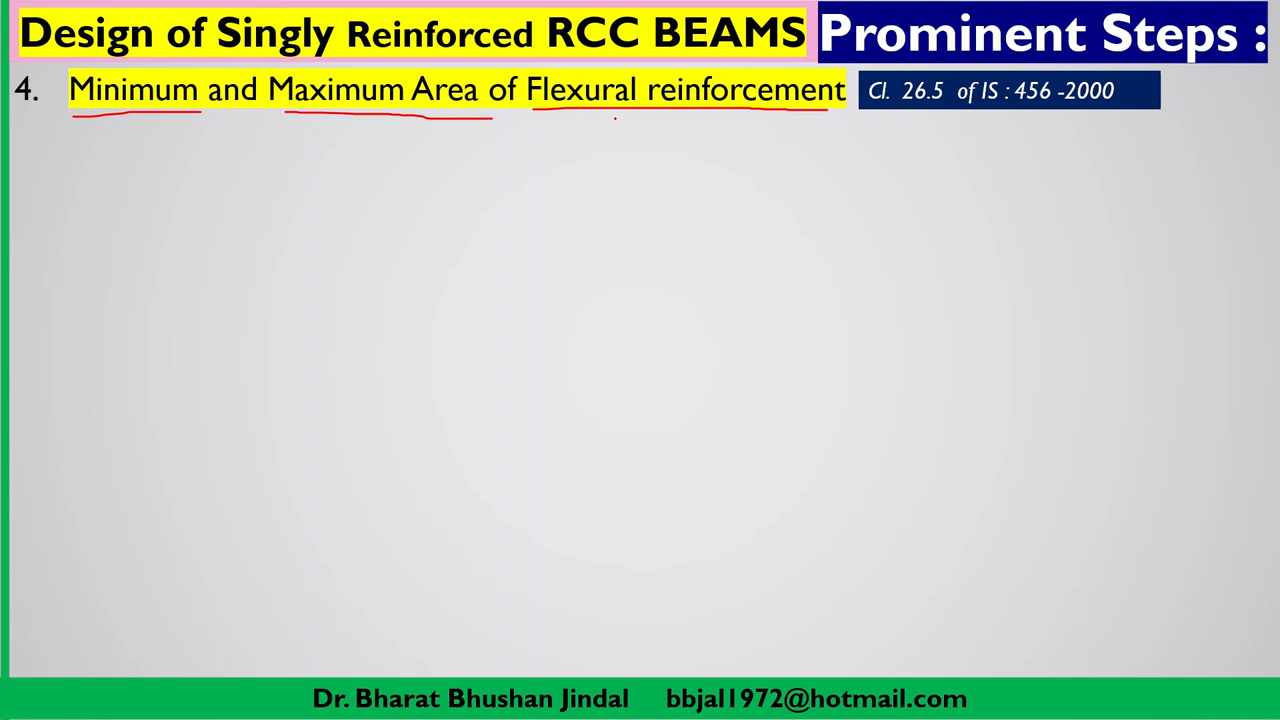 Design of Singly Reinforced RCC BEAMS Prominent Steps :
4. Minimum and Maximum Area of Flexural reinforcement Cl. 26.5 of IS : 456 -2000
Dr. Bharat Bhushan Jindal bbjal1972@hotmail.com